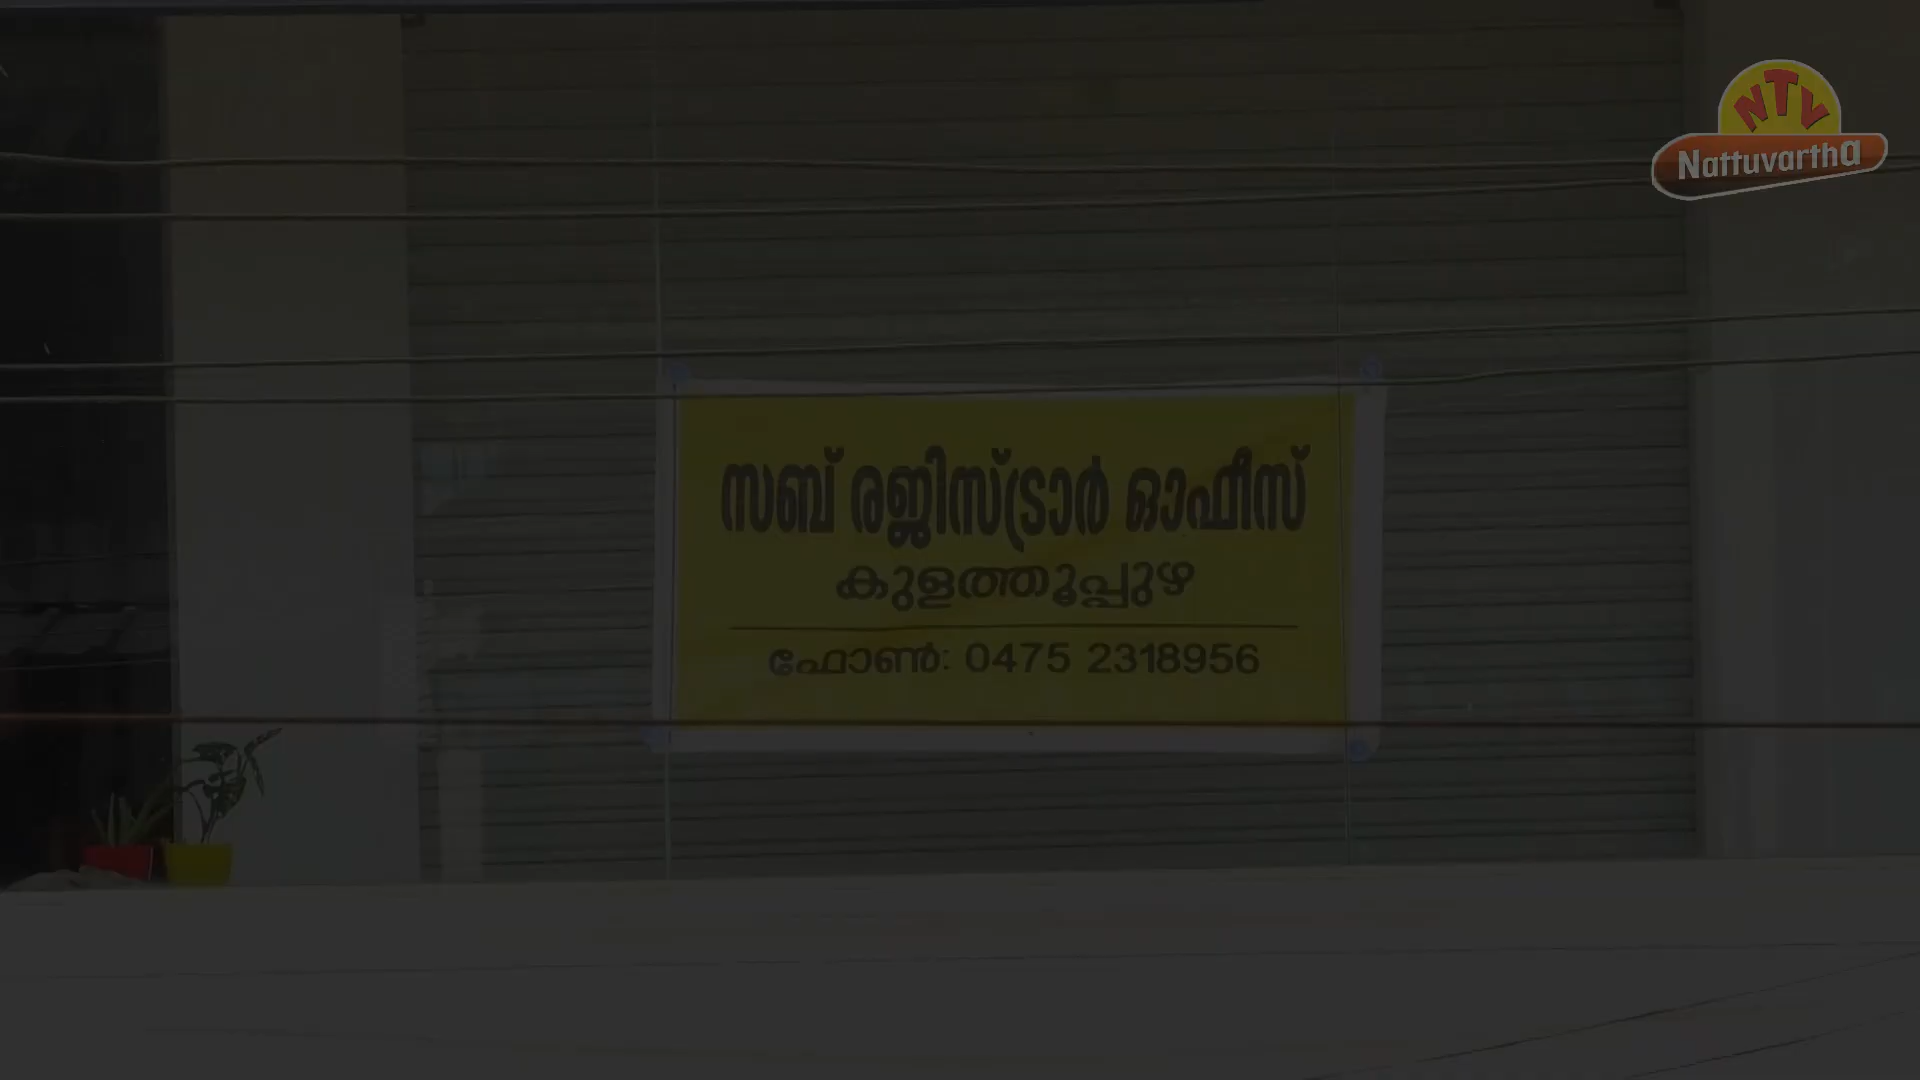 NTV
Nattuvartha
സബ് രജിസ്ട്രാർ ഓഫീസ്
കുളത്തൂപ്പുഴ
ഫോൺ: 0475 2318956